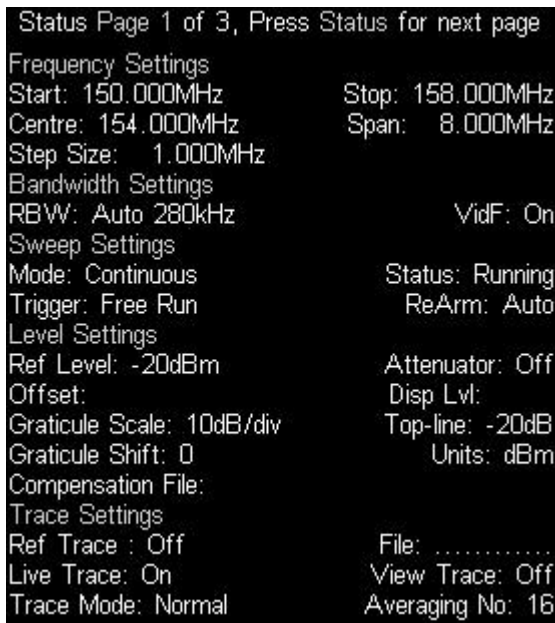 Status Page 1 of 3, Press Status for next page
Frequency Settings
Start: 150.000MHz Stop: 158.000MHz
Centre: 154.000MHz Span: 8.000MHz
Step Size: 1.000MHz
Bandwidth Settings
RBW: Auto 280kHz VidF: On
Sweep Settings
Mode: Continuous Status: Running
Trigger: Free Run ReArm: Auto
Level Settings
Ref Level: -20dBm Attenuator: Off
Offset: Disp Lvl:
Graticule Scale: 10dB/div Top-line: -20dB
Graticule Shift: 0 Units: dBm
Compensation File:
Trace Settings
Ref Trace : Off File: ............
Live Trace: On View Trace: Off
Trace Mode: Normal Averaging No: 16